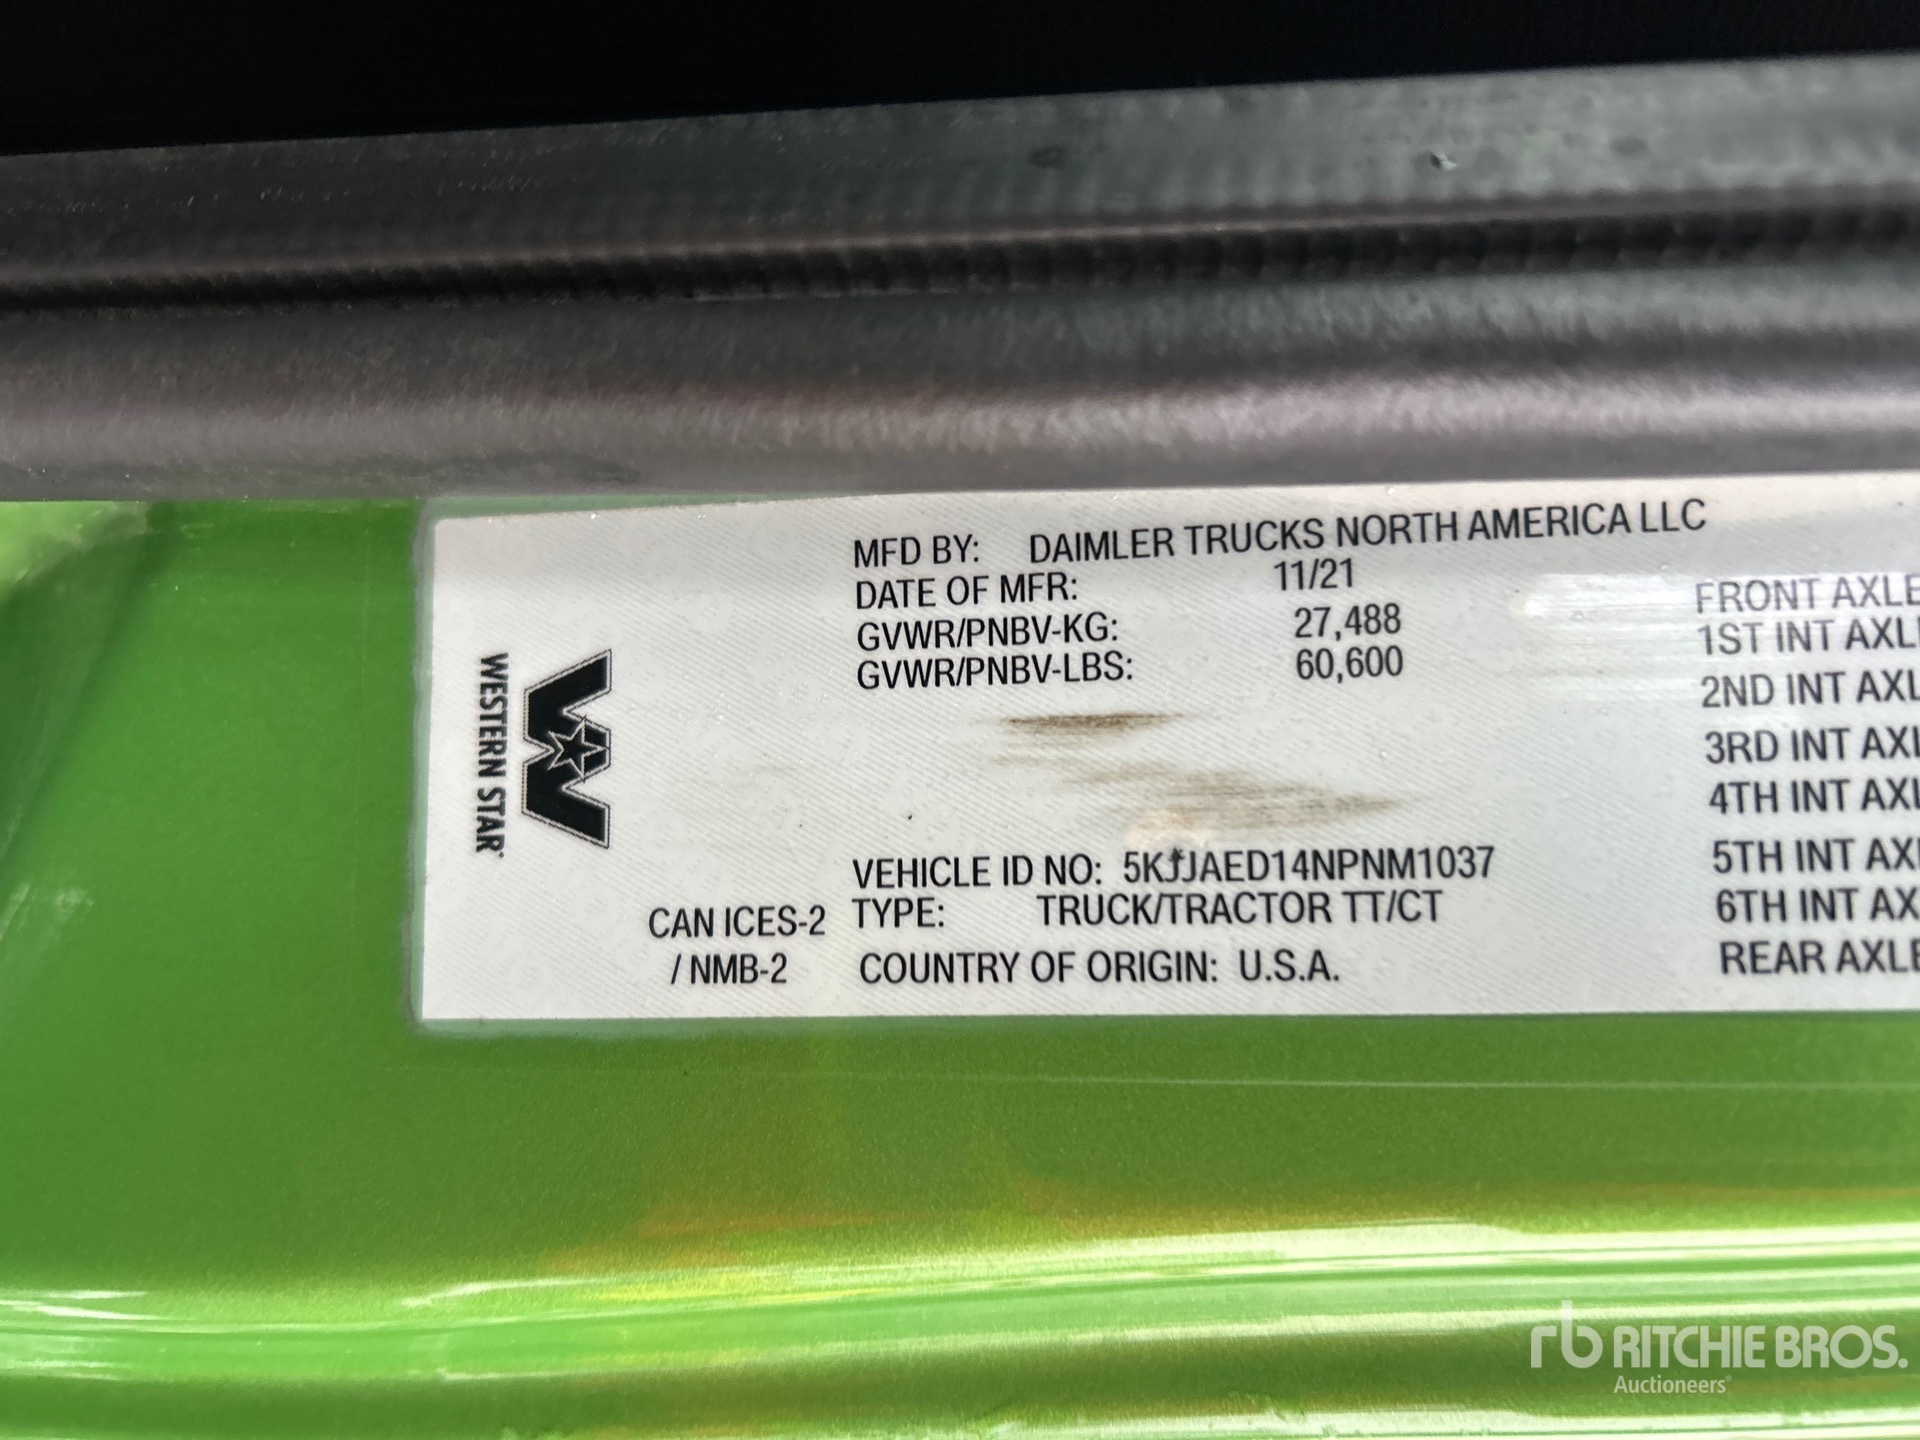 MFD BY: DAIMLER TRUCKS NORTH AMERICA LLC
DATE OF MFR: 11/21
GVWR/PNBV-KG: 27,488
GVWR/PNBV-LBS: 60,600
WESTERN STAR
VEHICLE ID NO: 5KJJAED14NPNM1037
TYPE: TRUCK/TRACTOR TT/CT
CAN ICES-2
/ NMB-2
COUNTRY OF ORIGIN: U.S.A.
FRONT AXLE
1ST INT AXL
2ND INT AXL
3RD INT AXL
4TH INT AXL
5TH INT AX
6TH INT AX
REAR AXLE
rb RITCHIE BROS.
Auctioneers